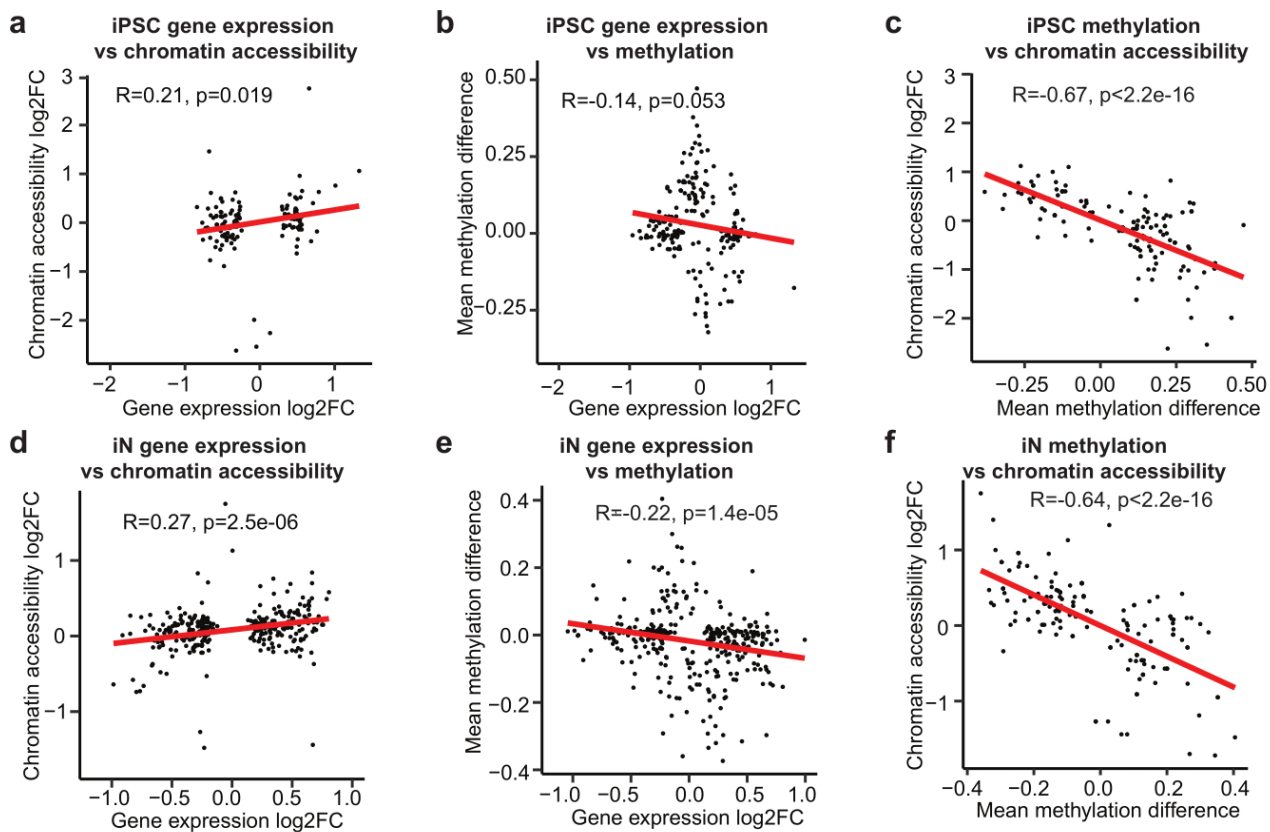 a
iPSC gene expression
vs chromatin accessibility
R=0.21, p=0.019
Chromatin accessibility log2FC
3
2
1
0
−1
−2
−2
−1
0
1
Gene expression log2FC
b
iPSC gene expression
vs methylation
R=-0.14, p=0.053
Mean methylation difference
0.50
0.25
0.00
−0.25
−2
−1
0
1
Gene expression log2FC
c
iPSC methylation
vs chromatin accessibility
R=-0.67, p<2.2e-16
Chromatin accessibility log2FC
3
2
1
0
−1
−2
−0.25
0.00
0.25
0.50
Mean methylation difference
d
iN gene expression
vs chromatin accessibility
R=0.27, p=2.5e-06
Chromatin accessibility log2FC
1
0
−1
−1.0
−0.5
0.0
0.5
1.0
Gene expression log2FC
e
iN gene expression
vs methylation
R=-0.22, p=1.4e-05
Mean methylation difference
0.4
0.2
0.0
−0.2
−0.4
−1.0
−0.5
0.0
0.5
1.0
Gene expression log2FC
f
iN methylation
vs chromatin accessibility
R=-0.64, p<2.2e-16
Chromatin accessibility log2FC
1
0
−1
−0.4
−0.2
0.0
0.2
0.4
Mean methylation difference